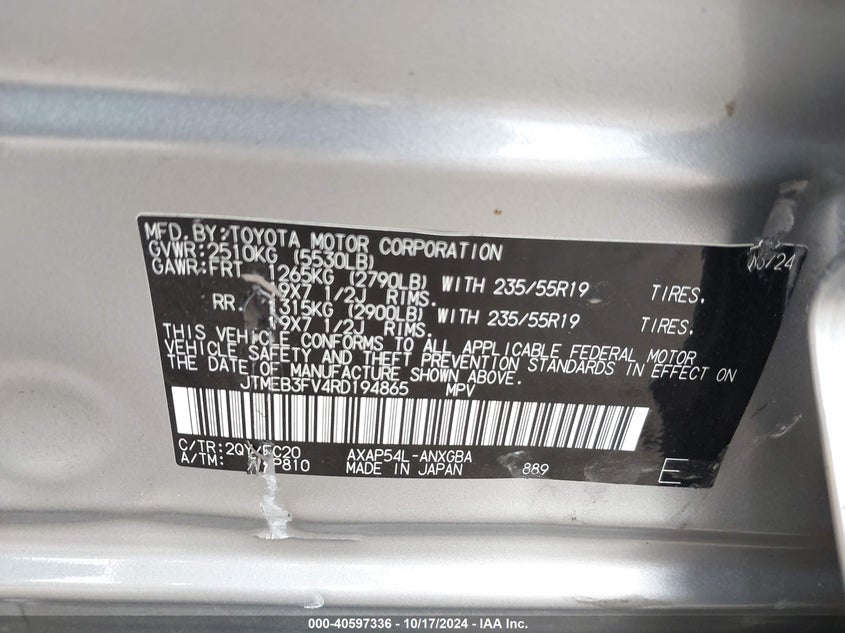 MFD. BY: TOYOTA MOTOR CORPORATION /24
GVWR: 2510KG (5530LB)
GAWR: FRT 1265KG (2790LB) WITH 235/55R19 TIRES.
9X7 1/2J RIMS.
RR. 1315KG (2900LB) WITH 235/55R19 TIRES.
9X7 1/2J RIMS.
THIS VEHICLE CONFORMS TO ALL APPLICABLE FEDERAL MOTOR
VEHICLE SAFETY AND THEFT PREVENTION STANDARDS IN EFFECT ON
THE DATE OF MANUFACTURE SHOWN ABOVE.
JTMEB3FV4RD194865 MPV
C/TR: 2QY/FC20 AXAP54L-ANXGBA
A/TM: P810 MADE IN JAPAN 889 E
000-40597336 - 10/17/2024 - IAA Inc.